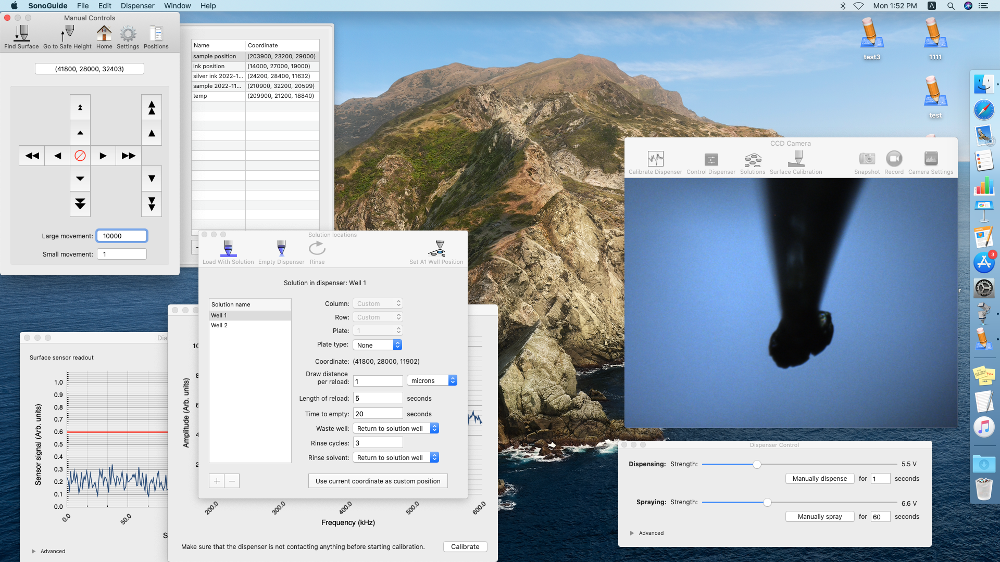 SonoGuide File Edit Dispenser Window Help
Mon 1:52 PM A
Manual Controls
Find Surface Go to Safe Height Home Settings Positions
(41800, 28000, 32403)
Large movement: 10000
Small movement: 1
Name Coordinate
sample position (203900, 23200, 29000)
ink position (14000, 27000, 19000)
silver ink 2022-1... (24200, 28400, 11632)
sample 2022-11... (210900, 32200, 20599)
temp (209900, 21200, 18840)
test3
1111
test
CCD Camera
Calibrate Dispenser Control Dispenser Solutions Surface Calibration Snapshot Record Camera Settings
3
Solution locations
Load With Solution Empty Dispenser Rinse Set A1 Well Position
Solution in dispenser: Well 1
Solution name
Well 1
Well 2
Column: Custom
Row: Custom
Plate: 1
Plate type: None
Coordinate: (41800, 28000, 11902)
Draw distance
per reload: 1 microns
Length of reload: 5 seconds
Time to empty: 20 seconds
Waste well: Return to solution well
Rinse cycles: 3
Rinse solvent: Return to solution well
+ − Use current coordinate as custom position
Dia
Surface sensor readout
Sensor signal (Arb. units)
1.0
0.9
0.8
0.7
0.6
0.5
0.4
0.3
0.2
0.1
0.0
0.0 50.0
S
Advanced
Amplitude (Arb. units)
10
8
6
4
2
200.0 300.0 400.0 500.0 600.0
Frequency (kHz)
Make sure that the dispenser is not contacting anything before starting calibration. Calibrate
Dispenser Control
Dispensing: Strength: 5.5 V
Manually dispense for 1 seconds
Spraying: Strength: 6.6 V
Manually spray for 60 seconds
Advanced